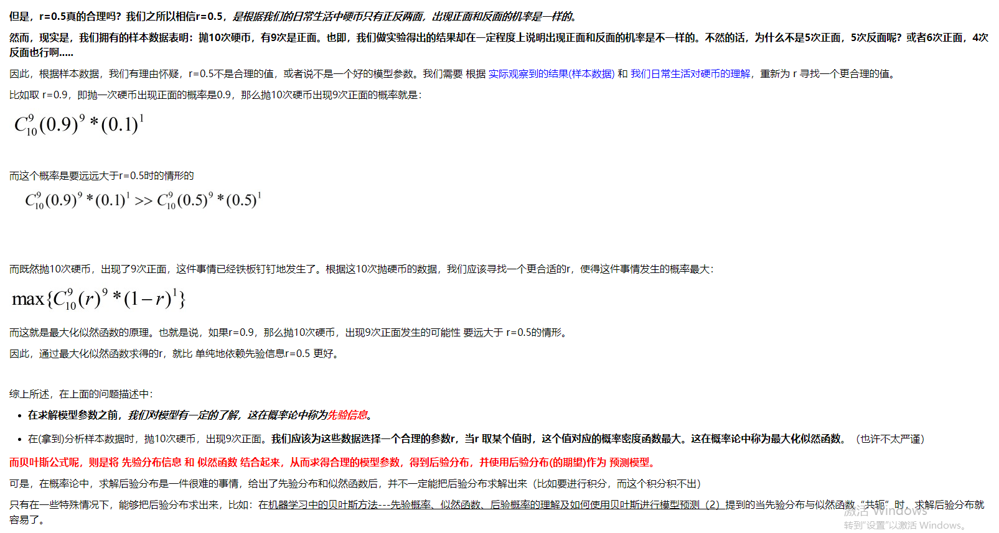 但是，r=0.5真的合理吗？我们之所以相信r=0.5，是根据我们的日常生活中硬币只有正反两面，出现正面和反面的机率是一样的。
然而，现实是，我们拥有的样本数据表明：抛10次硬币，有9次是正面。也即，我们做实验得出的结果却在一定程度上说明出现正面和反面的机率是不一样的。不然的话，为什么不是5次正面，5次反面呢？或者6次正面，4次
反面也行啊.....
因此，根据样本数据，我们有理由怀疑，r=0.5不是合理的值，或者说不是一个好的模型参数。我们需要 根据 实际观察到的结果(样本数据) 和 我们日常生活对硬币的理解，重新为 r 寻找一个更合理的值。
比如取 r=0.9，即抛一次硬币出现正面的概率是0.9，那么抛10次硬币出现9次正面的概率就是：
C_{10}^{9}(0.9)^{9}*(0.1)^{1}
而这个概率是要远远大于r=0.5时的情形的
C_{10}^{9}(0.9)^{9}*(0.1)^{1} >> C_{10}^{9}(0.5)^{9}*(0.5)^{1}
而既然抛10次硬币，出现了9次正面，这件事情已经铁板钉钉地发生了。根据这10次抛硬币的数据，我们应该寻找一个更合适的r，使得这件事情发生的概率最大：
max{C_{10}^{9}(r)^{9}*(1-r)^{1}}
而这就是最大化似然函数的原理。也就是说，如果r=0.9，那么抛10次硬币，出现9次正面发生的可能性 要远大于 r=0.5的情形。
因此，通过最大化似然函数求得的r，就比 单纯地依赖先验信息r=0.5 更好。
综上所述，在上面的问题描述中：
• 在求解模型参数之前，我们对模型有一定的了解，这在概率论中称为先验信息。
• 在(拿到)分析样本数据时，抛10次硬币，出现9次正面。我们应该为这些数据选择一个合理的参数r，当r 取某个值时，这个值对应的概率密度函数最大。这在概率论中称为最大化似然函数。（也许不太严谨）
而贝叶斯公式呢，则是将 先验分布信息 和 似然函数 结合起来，从而求得合理的模型参数，得到后验分布，并使用后验分布(的期望)作为 预测模型。
可是，在概率论中，求解后验分布是一件很难的事情，给出了先验分布和似然函数后，并不一定能把后验分布求解出来（比如要进行积分，而这个积分积不出）
只有在一些特殊情况下，能够把后验分布求出来，比如：在机器学习中的贝叶斯方法---先验概率、似然函数、后验概率的理解及如何使用贝叶斯进行模型预测（2）提到的当先验分布与似然函数“共轭”时，求解后验分布就
容易了。
激活 Windows
转到“设置”以激活 Windows。